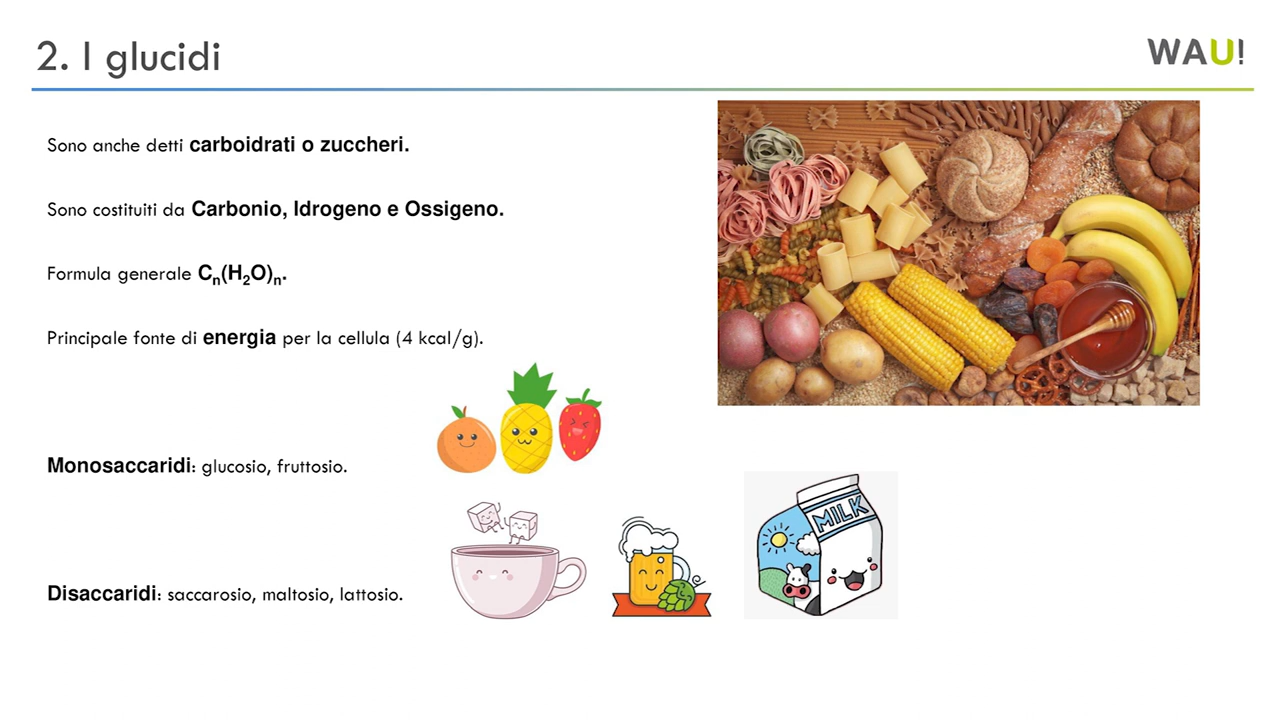 2. I glucidi
WAU!
Sono anche detti carboidrati o zuccheri.
Sono costituiti da Carbonio, Idrogeno e Ossigeno.
Formula generale Cn(H2O)n.
Principale fonte di energia per la cellula (4 kcal/g).
Monosaccaridi: glucosio, fruttosio.
MILK
Disaccaridi: saccarosio, maltosio, lattosio.